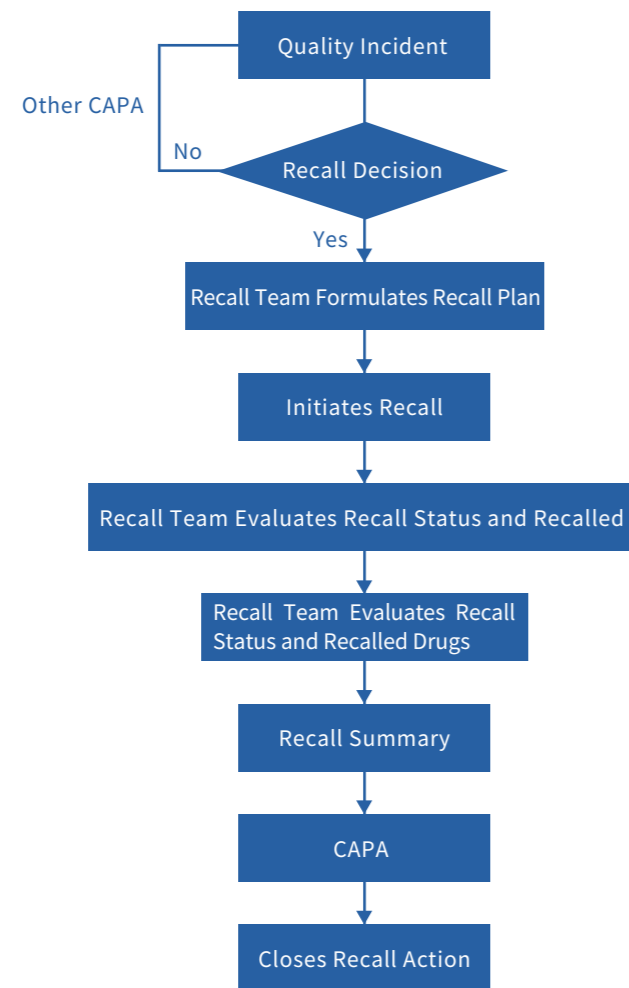 Quality Incident
Other CAPA
No
Recall Decision
Yes
Recall Team Formulates Recall Plan
Initiates Recall
Recall Team Evaluates Recall Status and Recalled
Recall Team Evaluates Recall
Status and Recalled Drugs
Recall Summary
CAPA
Closes Recall Action